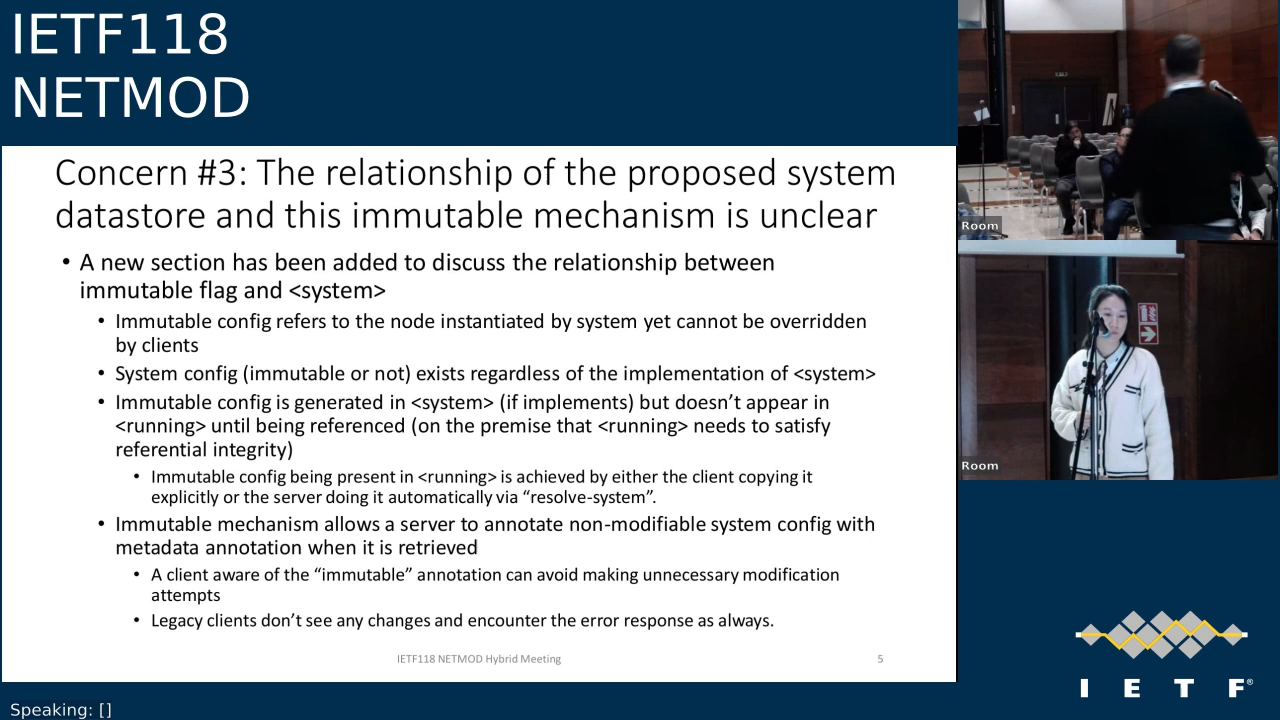 IETF118
NETMOD
Concern #3: The relationship of the proposed system
datastore and this immutable mechanism is unclear
• A new section has been added to discuss the relationship between
immutable flag and <system>
• Immutable config refers to the node instantiated by system yet cannot be overridden
by clients
• System config (immutable or not) exists regardless of the implementation of <system>
• Immutable config is generated in <system> (if implements) but doesn’t appear in
<running> until being referenced (on the premise that <running> needs to satisfy
referential integrity)
• Immutable config being present in <running> is achieved by either the client copying it
explicitly or the server doing it automatically via “resolve-system”.
• Immutable mechanism allows a server to annotate non-modifiable system config with
metadata annotation when it is retrieved
• A client aware of the “immutable” annotation can avoid making unnecessary modification
attempts
• Legacy clients don’t see any changes and encounter the error response as always.
IETF118 NETMOD Hybrid Meeting
5
Room
Room
I E T F®
Speaking: []